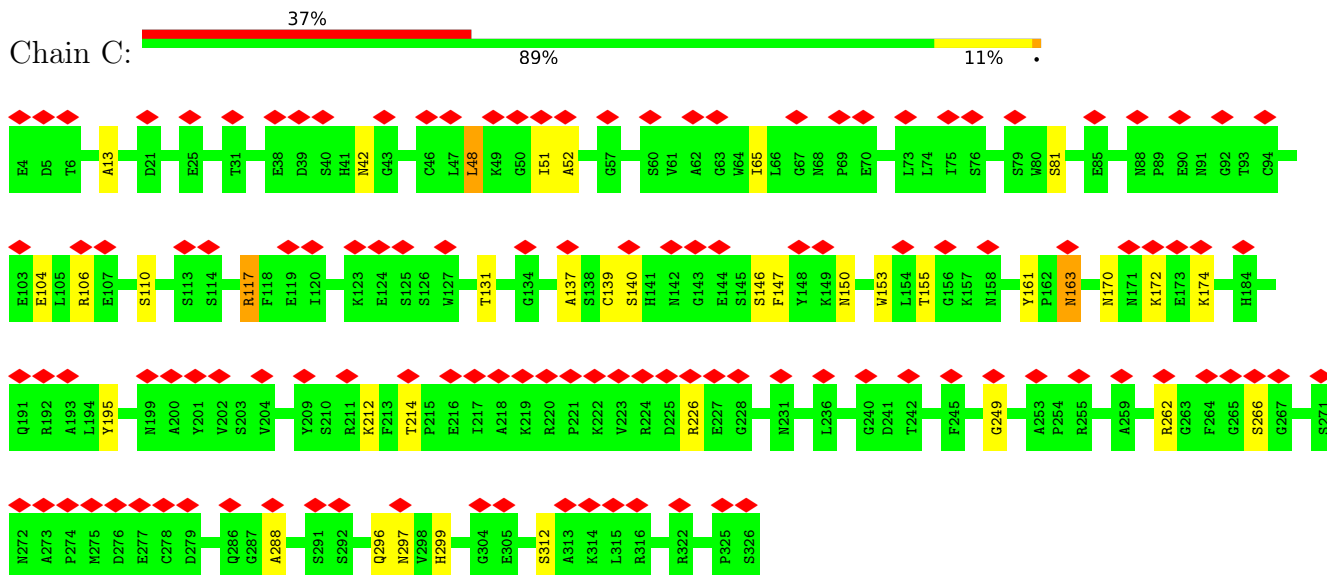 37%
Chain C:
89% 11% •
E4 D5 T6 A13 D21 E25 T31 E38 D39 S40 H41 N42 G43 C46 L47 L48 K49 G50 I51 A52 G57 S60 V61 A62 G63 W64 I65 L66 G67 N68 P69 E70 L73 L74 I75 S76 S79 W80 S81 E85 N88 P89 E90 N91 G92 T93 C94
E103 E104 L105 R106 E107 S110 S113 S114 R117 F118 E119 I120 K123 E124 S125 S126 W127 T131 G134 A137 S138 C139 S140 H141 N142 G143 E144 S145 S146 F147 Y148 K149 N150 W153 L154 T155 G156 K157 N158 Y161 P162 N163 N170 N171 K172 E173 K174 H184
Q191 R192 A193 L194 Y195 N199 A200 Y201 V202 S203 V204 Y209 S210 R211 K212 F213 T214 P215 E216 I217 A218 K219 R220 P221 K222 V223 R224 D225 R226 E227 G228 N231 L236 G240 D241 T242 F245 G249 A253 P254 R255 A259 R262 G263 F264 G265 S266 G267 S271
N272 A273 P274 M275 D276 E277 C278 D279 Q286 G287 A288 S291 S292 Q296 N297 V298 H299 G304 E305 S312 A313 K314 L315 R316 R322 P325 S326